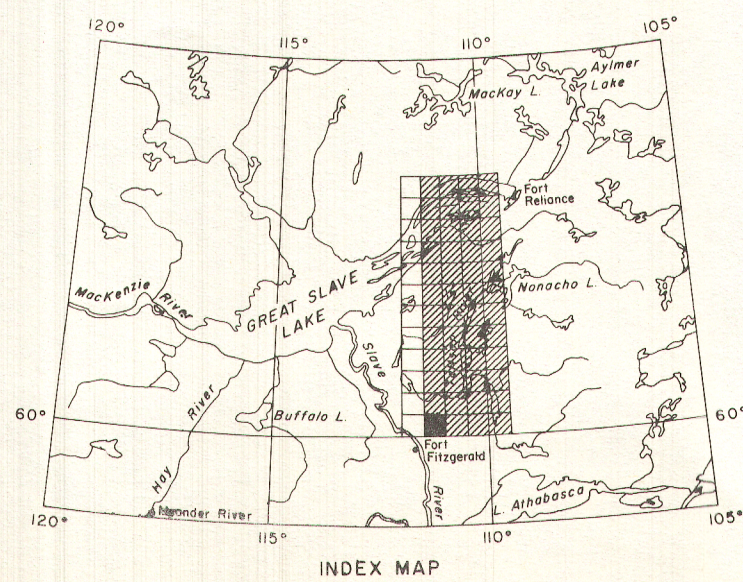 120°
115°
110°
105°
Aylmer
Lake
MacKay L.
Fort
Reliance
Nonacho L.
MacKenzie
River
GREAT SLAVE
LAKE
Slave
River
60°
60°
Buffalo L.
Hay
River
Fort
Fitzgerald
L. Athabasca
Meander River
120°
115°
110°
105°
INDEX MAP